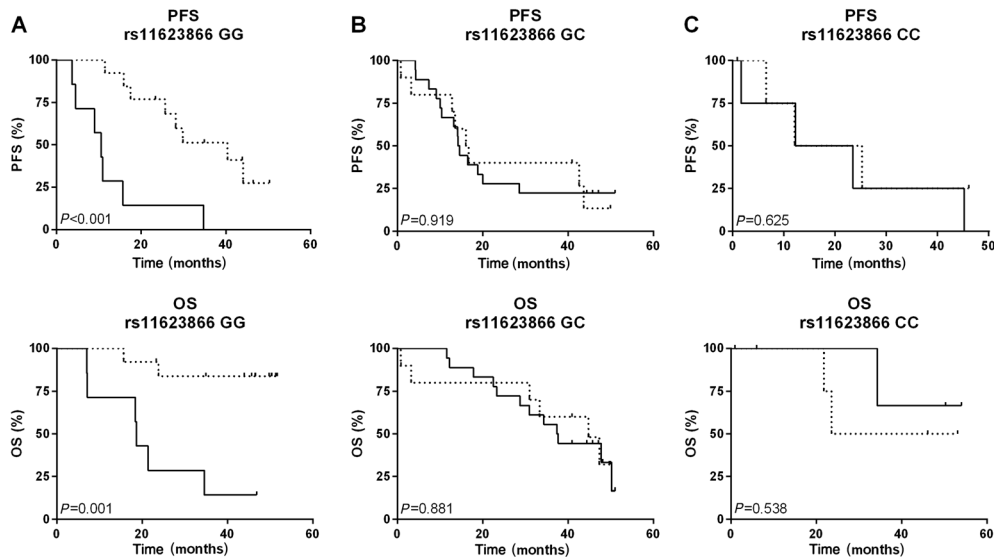 A
PFS
rs11623866 GG
PFS (%)
100
75
50
25
0
P<0.001
0 20 40 60
Time (months)
B
PFS
rs11623866 GC
PFS (%)
100
75
50
25
0
P=0.919
0 20 40 60
Time (months)
C
PFS
rs11623866 CC
PFS (%)
100
75
50
25
0
P=0.625
0 10 20 30 40 50
Time (months)
OS
rs11623866 GG
OS (%)
100
75
50
25
0
P=0.001
0 20 40 60
Time (months)
OS
rs11623866 GC
OS (%)
100
75
50
25
0
P=0.881
0 20 40 60
Time (months)
OS
rs11623866 CC
OS (%)
100
75
50
25
0
P=0.538
0 20 40 60
Time (months)